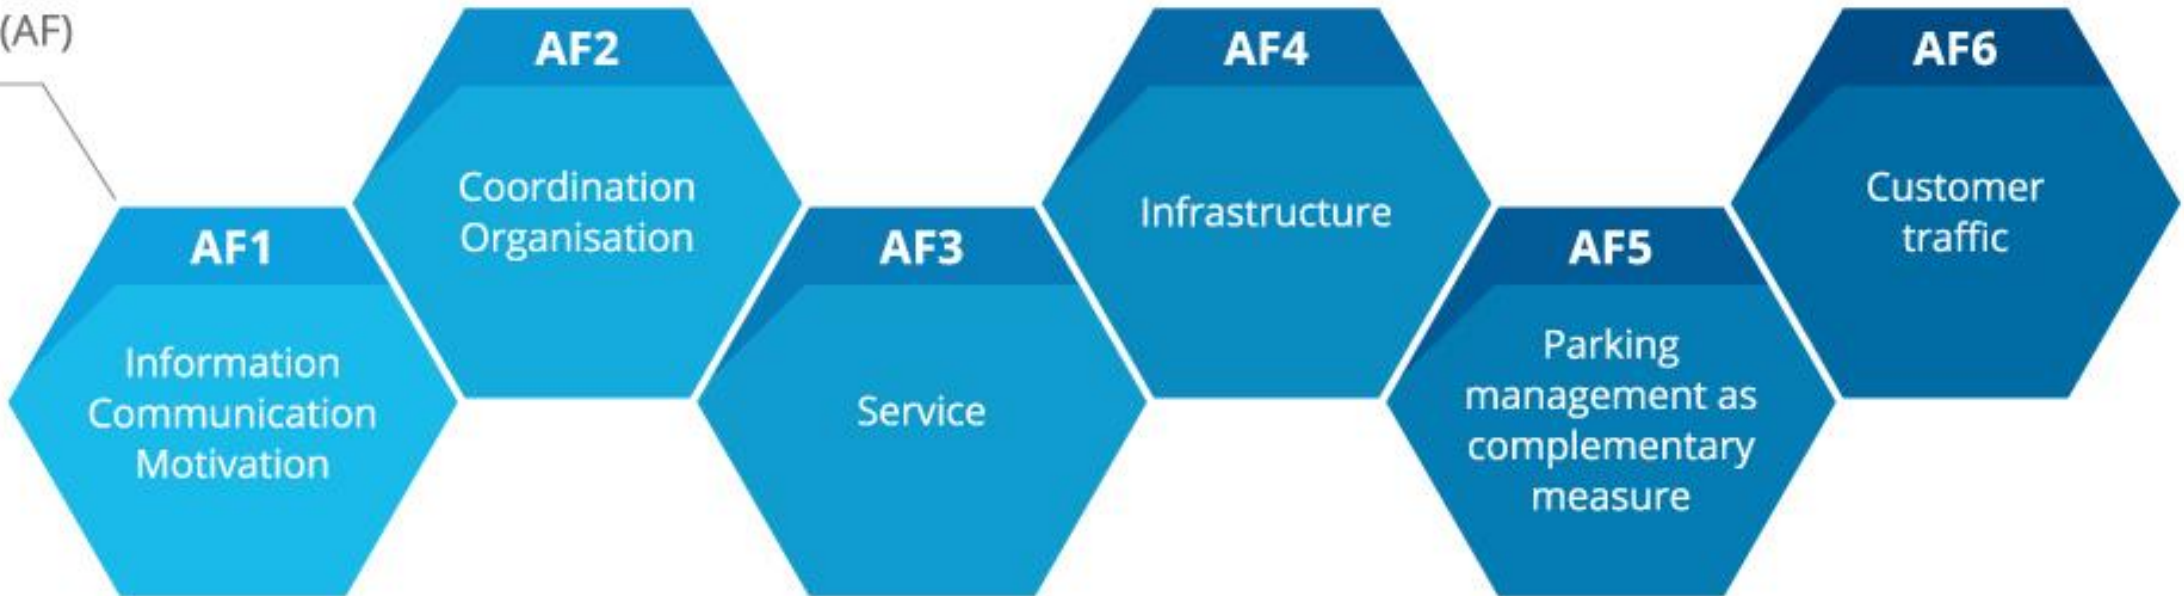 (AF)
AF1
Information
Communication
Motivation
AF2
Coordination
Organisation
AF3
Service
AF4
Infrastructure
AF5
Parking
management as
complementary
measure
AF6
Customer
traffic